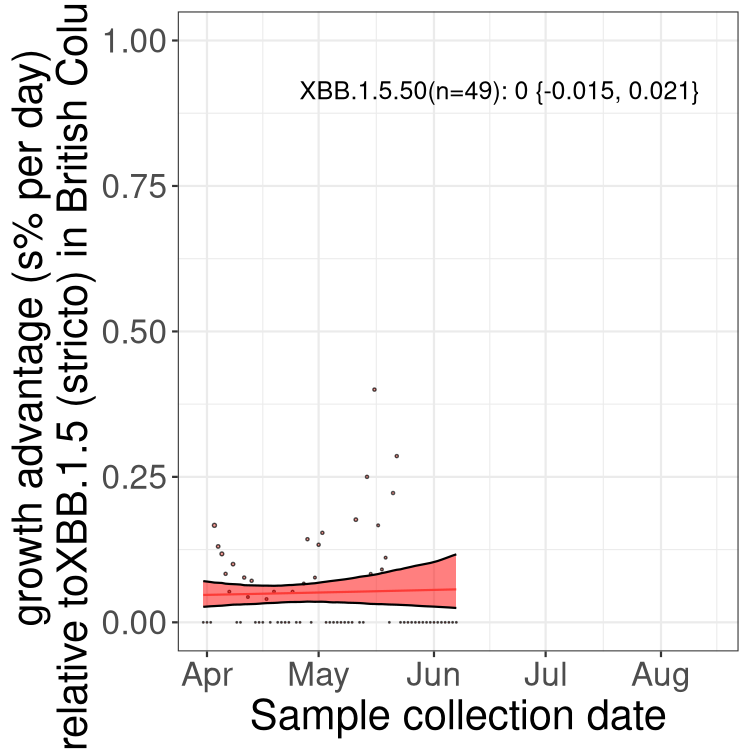 growth advantage (s% per day)
relative toXBB.1.5 (stricto) in British Colu
1.00
0.75
0.50
0.25
0.00
XBB.1.5.50(n=49): 0 {-0.015, 0.021}
Apr May Jun Jul Aug
Sample collection date